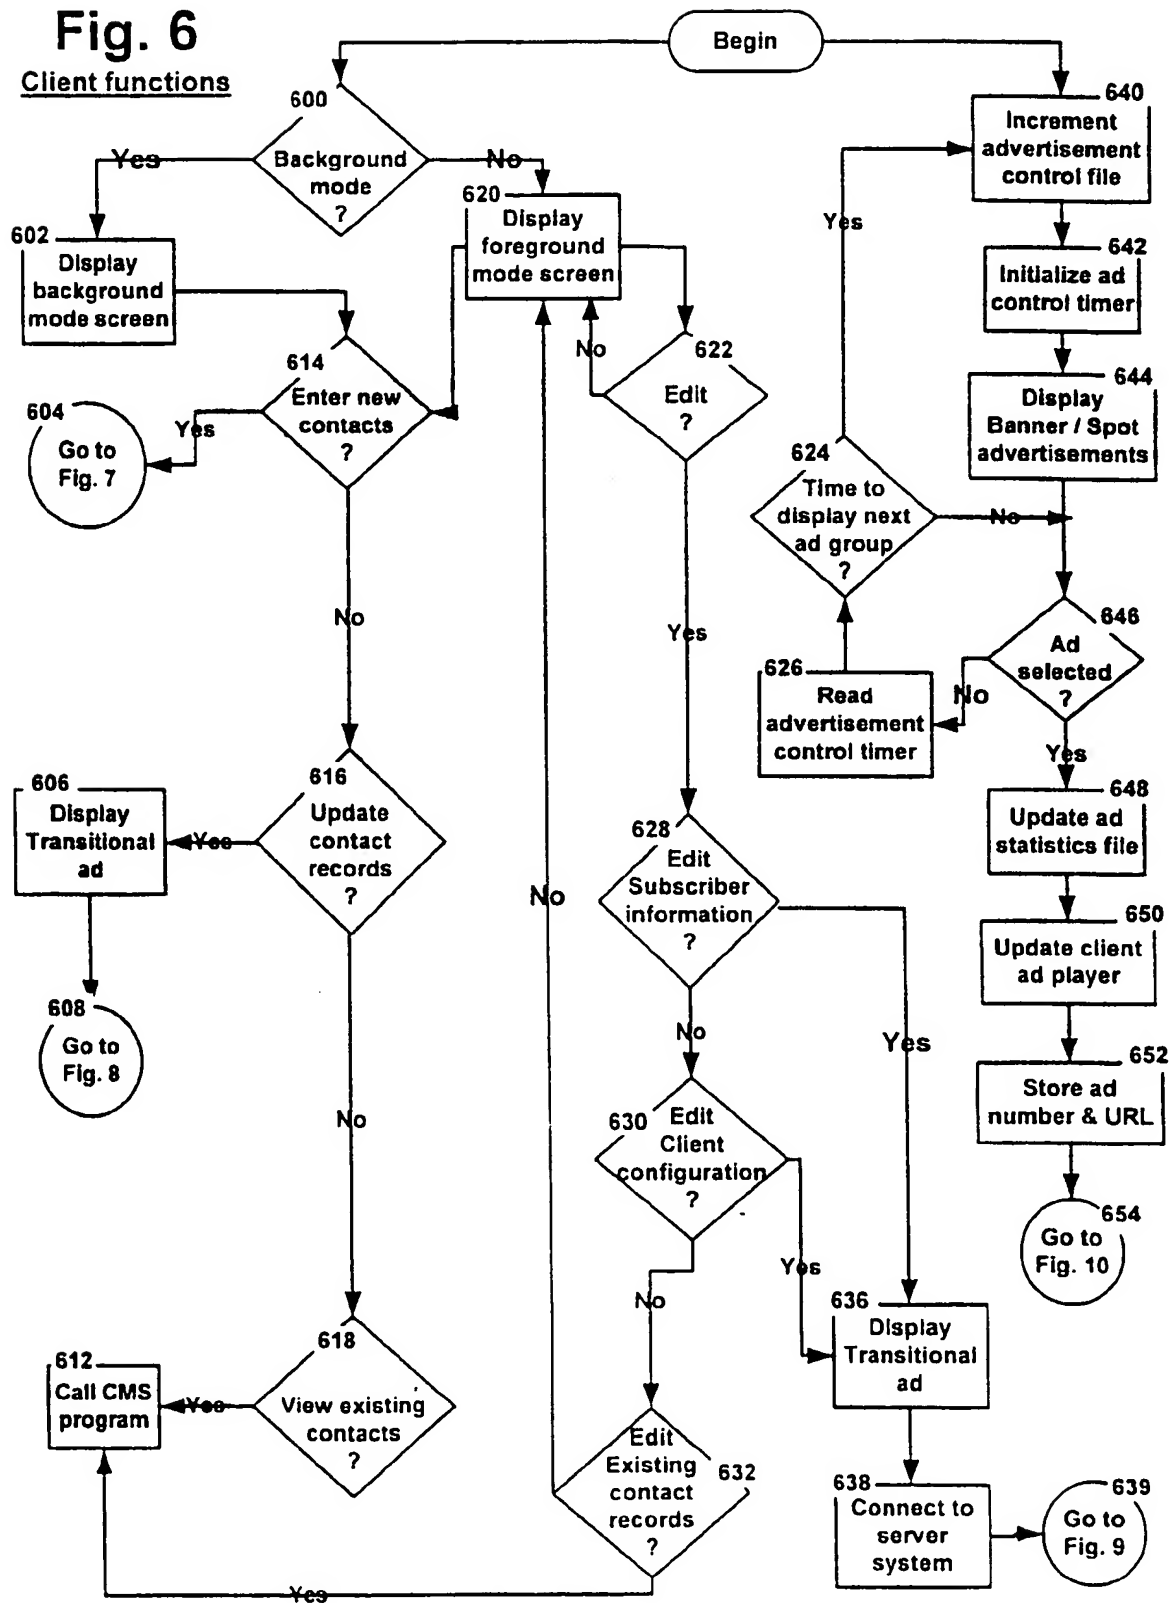 Fig. 6
Client functions
Begin
600
Background
mode
?
Yes
No
602
Display
background
mode screen
620
Display
foreground
mode screen
614
Enter new
contacts
?
Yes
604
Go to
Fig. 7
No
622
Edit
?
No
Yes
640
Increment
advertisement
control file
642
Initialize ad
control timer
644
Display
Banner / Spot
advertisements
Yes
624
Time to
display next
ad group
?
No
646
Ad
selected
?
No
626
Read
advertisement
control timer
Yes
648
Update ad
statistics file
650
Update client
ad player
652
Store ad
number & URL
654
Go to
Fig. 10
616
Update
contact
records
?
Yes
606
Display
Transitional
ad
608
Go to
Fig. 8
No
628
Edit
Subscriber
information
?
No
Yes
No
630
Edit
Client
configuration
?
Yes
No
636
Display
Transitional
ad
618
View existing
contacts
?
Yes
612
Call CMS
program
632
Edit
Existing
contact
records
?
Yes
638
Connect to
server
system
639
Go to
Fig. 9